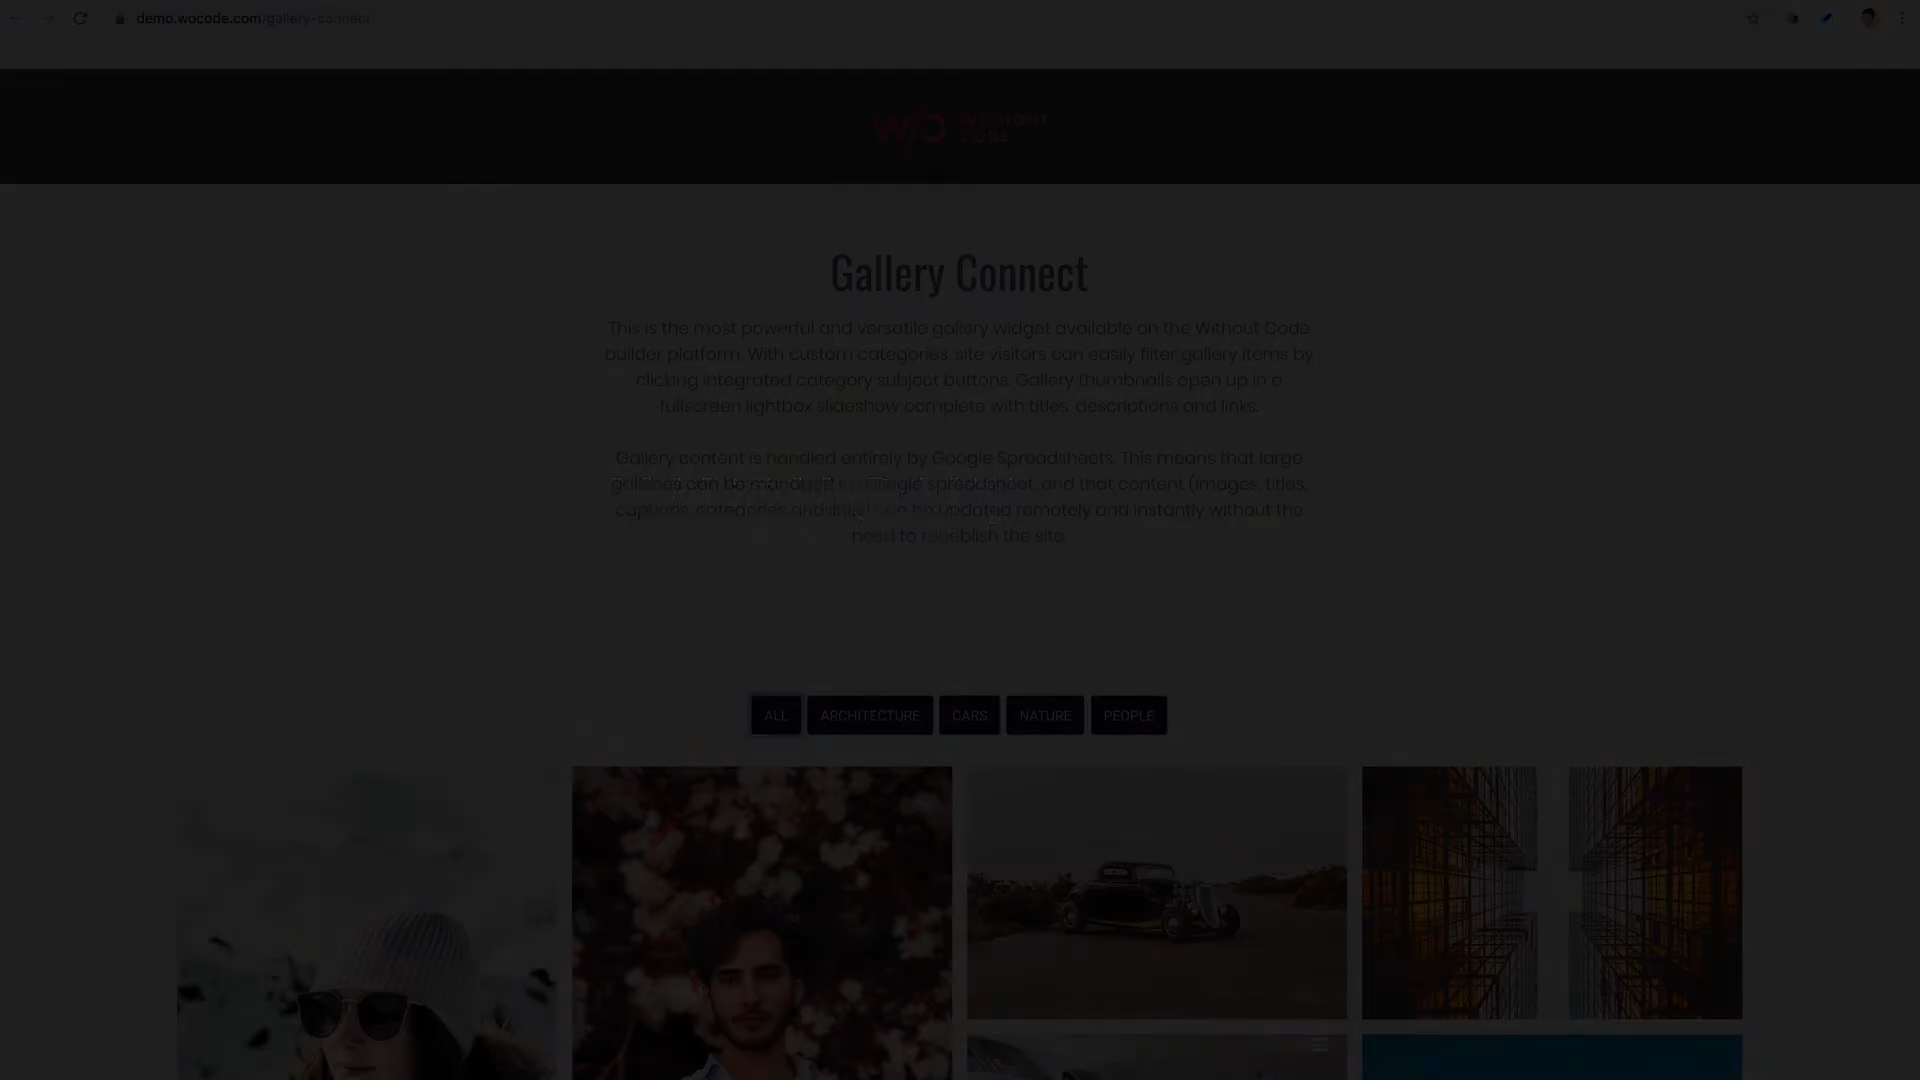 demo.wocode.com/gallery-connect
w/o WITHOUT
CODE
Gallery Connect
This is the most powerful and versatile gallery widget available on the Without Code
builder platform. With custom categories, site visitors can easily filter gallery items by
clicking integrated category subject buttons. Gallery thumbnails open up in a
fullscreen lightbox slideshow complete with titles, descriptions and links.
Gallery content is handled entirely by Google Spreadsheets. This means that large
galleries can be managed google spreadsheet, and that content (images, titles,
captions, categories and links) can be updated remotely and instantly without the
need to republish the site.
ALL ARCHITECTURE CARS NATURE PEOPLE